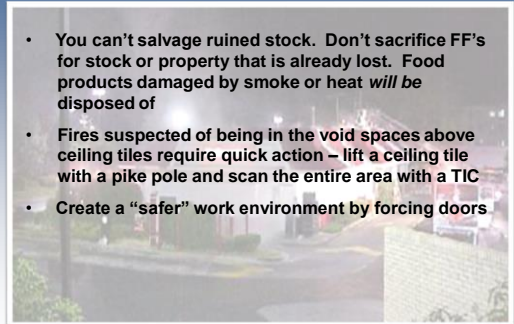 • You can't salvage ruined stock. Don't sacrifice FF's
for stock or property that is already lost. Food
products damaged by smoke or heat will be
disposed of
• Fires suspected of being in the void spaces above
ceiling tiles require quick action – lift a ceiling tile
with a pike pole and scan the entire area with a TIC
• Create a “safer” work environment by forcing doors